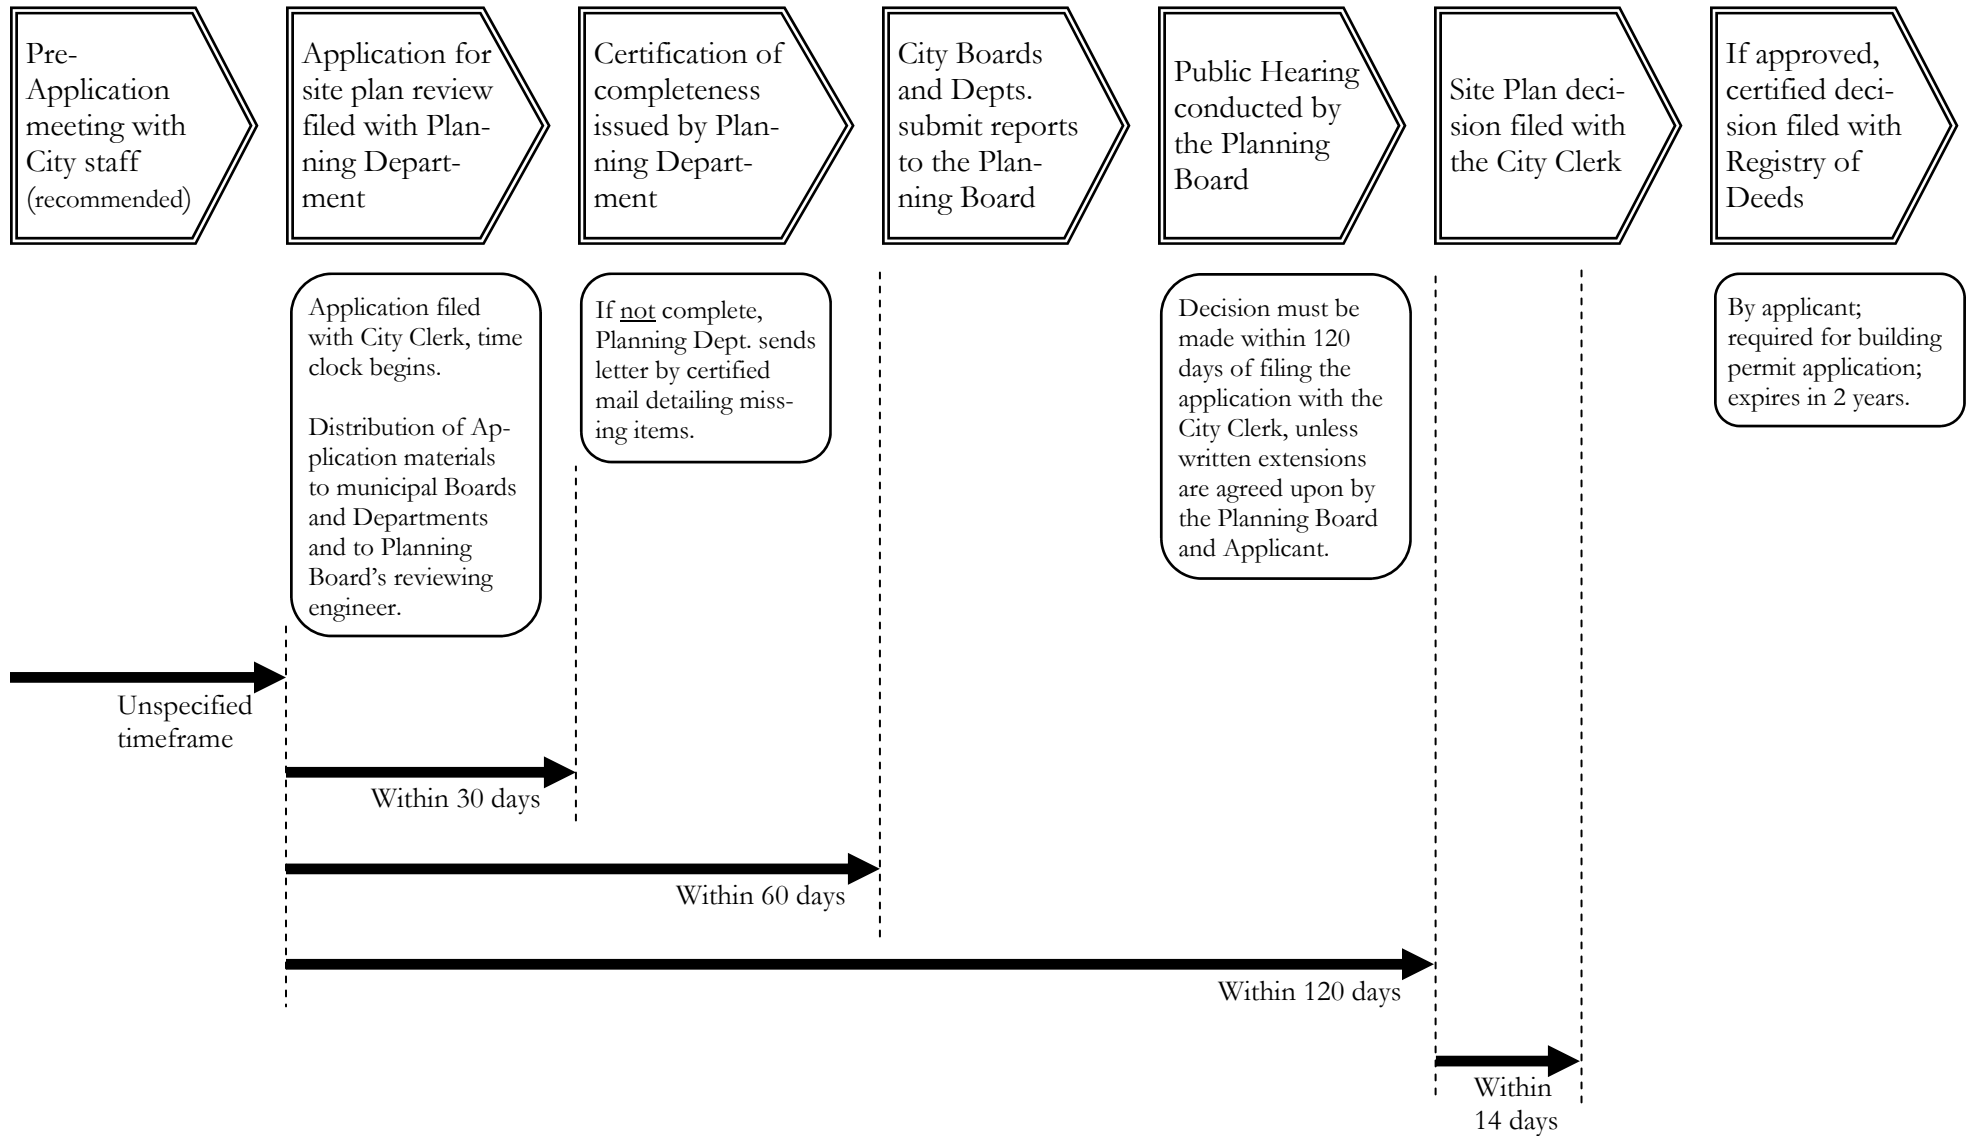 Pre-
Application
meeting with
City staff
(recommended)
Application for
site plan review
filed with Plan-
ning Depart-
ment
Certification of
completeness
issued by Plan-
ning Depart-
ment
City Boards
and Depts.
submit reports
to the Plan-
ning Board
Public Hearing
conducted by
the Planning
Board
Site Plan deci-
sion filed with
the City Clerk
If approved,
certified deci-
sion filed with
Registry of
Deeds
Application filed
with City Clerk, time
clock begins.
Distribution of Ap-
plication materials
to municipal Boards
and Departments
and to Planning
Board’s reviewing
engineer.
If not complete,
Planning Dept. sends
letter by certified
mail detailing miss-
ing items.
Decision must be
made within 120
days of filing the
application with the
City Clerk, unless
written extensions
are agreed upon by
the Planning Board
and Applicant.
By applicant;
required for building
permit application;
expires in 2 years.
Unspecified
timeframe
Within 30 days
Within 60 days
Within 120 days
Within
14 days